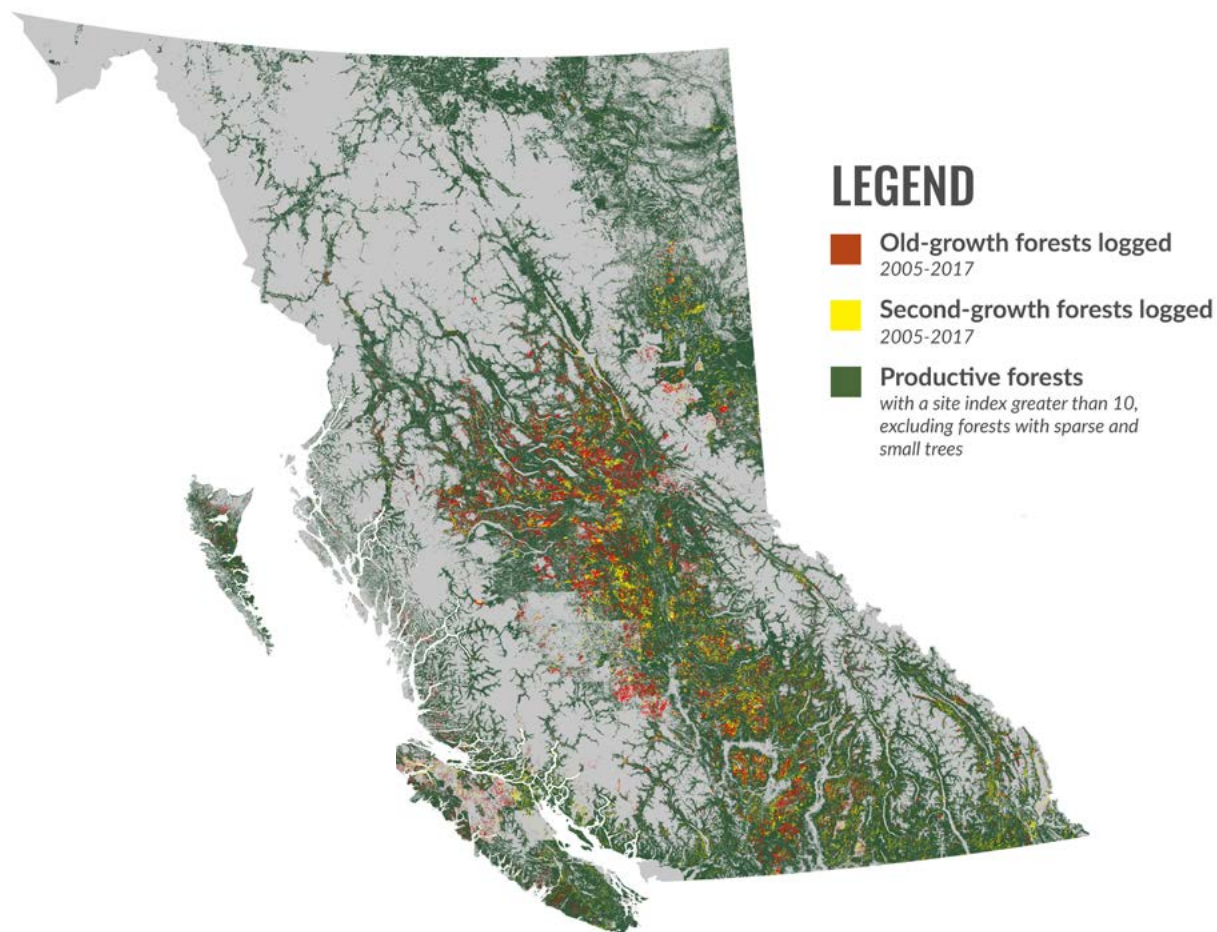 LEGEND
Old-growth forests logged
2005-2017
Second-growth forests logged
2005-2017
Productive forests
with a site index greater than 10,
excluding forests with sparse and
small trees